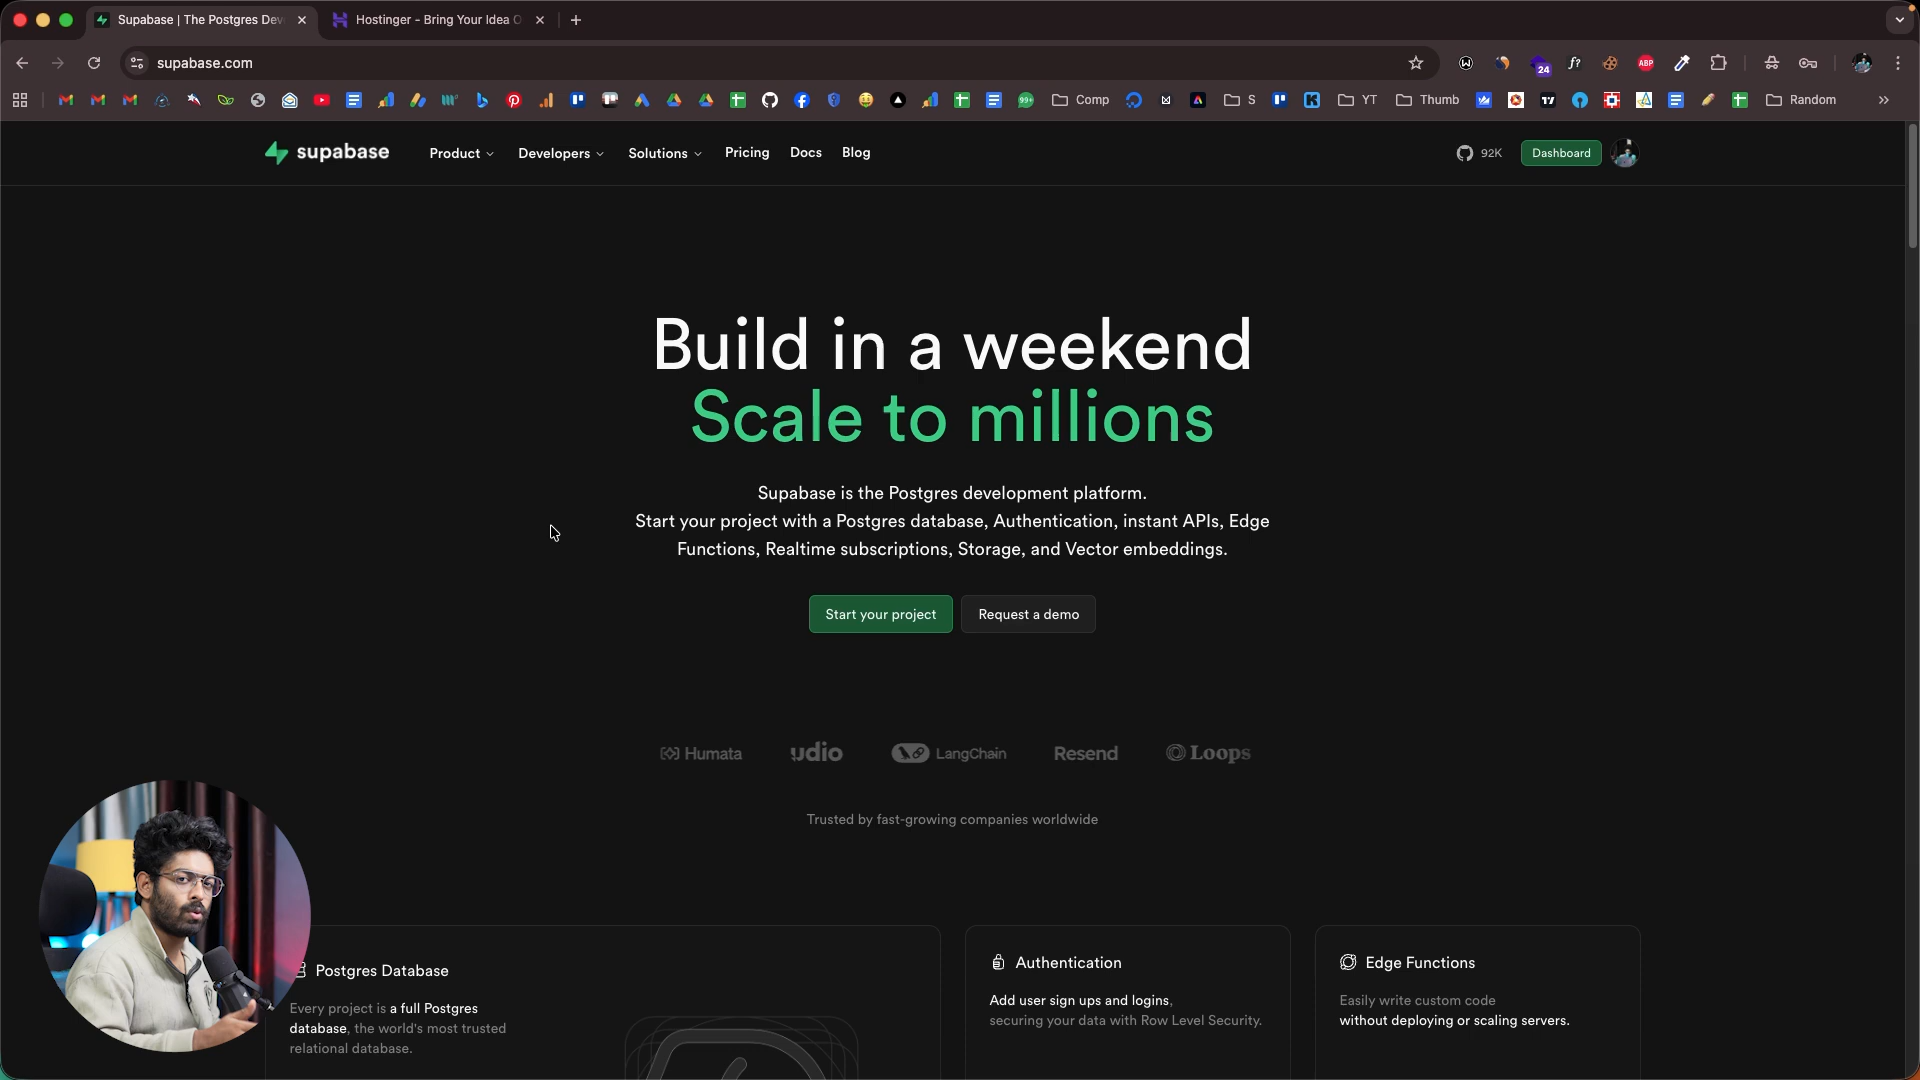 Supabase | The Postgres Dev
Hostinger - Bring Your Idea O
supabase.com
24
f?
ABP
99+
Comp
S
YT
Thumb
Random
supabase
Product
Developers
Solutions
Pricing
Docs
Blog
92K
Dashboard
Build in a weekend
Scale to millions
Supabase is the Postgres development platform.
Start your project with a Postgres database, Authentication, instant APIs, Edge
Functions, Realtime subscriptions, Storage, and Vector embeddings.
Start your project
Request a demo
Humata
udio
LangChain
Resend
Loops
Trusted by fast-growing companies worldwide
Postgres Database
Every project is a full Postgres
database, the world's most trusted
relational database.
Authentication
Add user sign ups and logins,
securing your data with Row Level Security.
Edge Functions
Easily write custom code
without deploying or scaling servers.